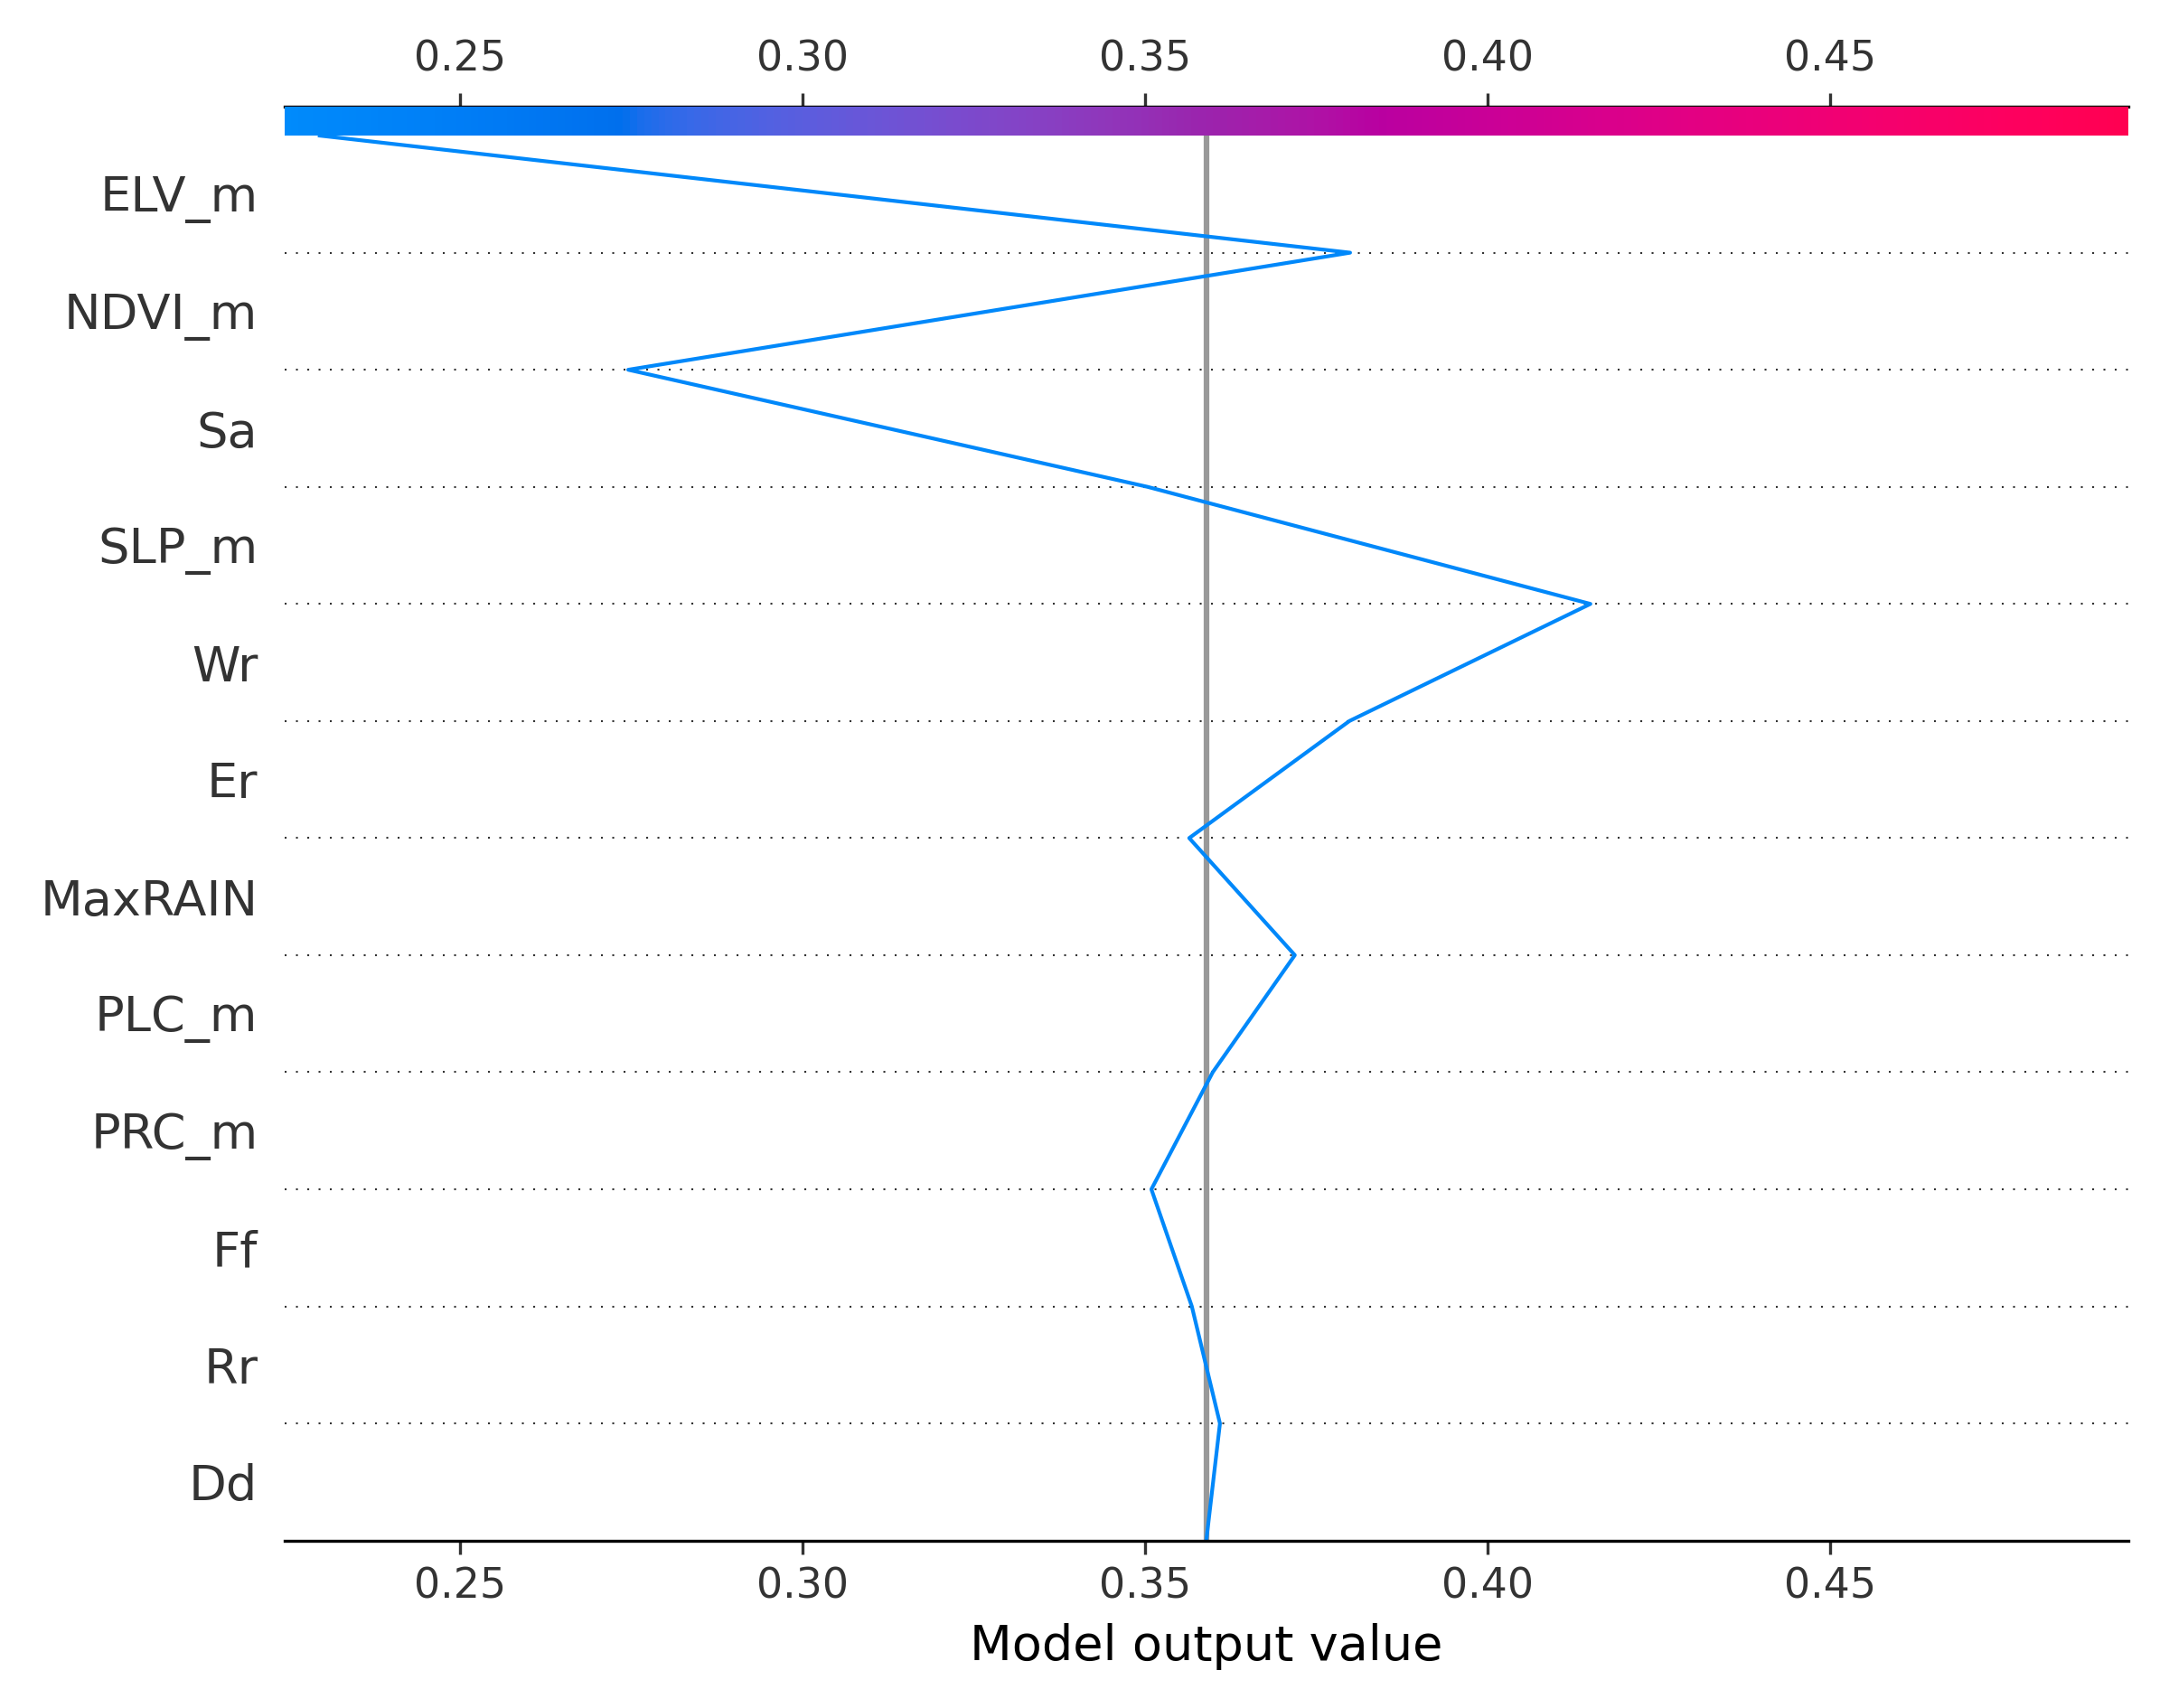 0.25 0.30 0.35 0.40 0.45
ELV_m
NDVI_m
Sa
SLP_m
Wr
Er
MaxRAIN
PLC_m
PRC_m
Ff
Rr
Dd
0.25 0.30 0.35 0.40 0.45
Model output value